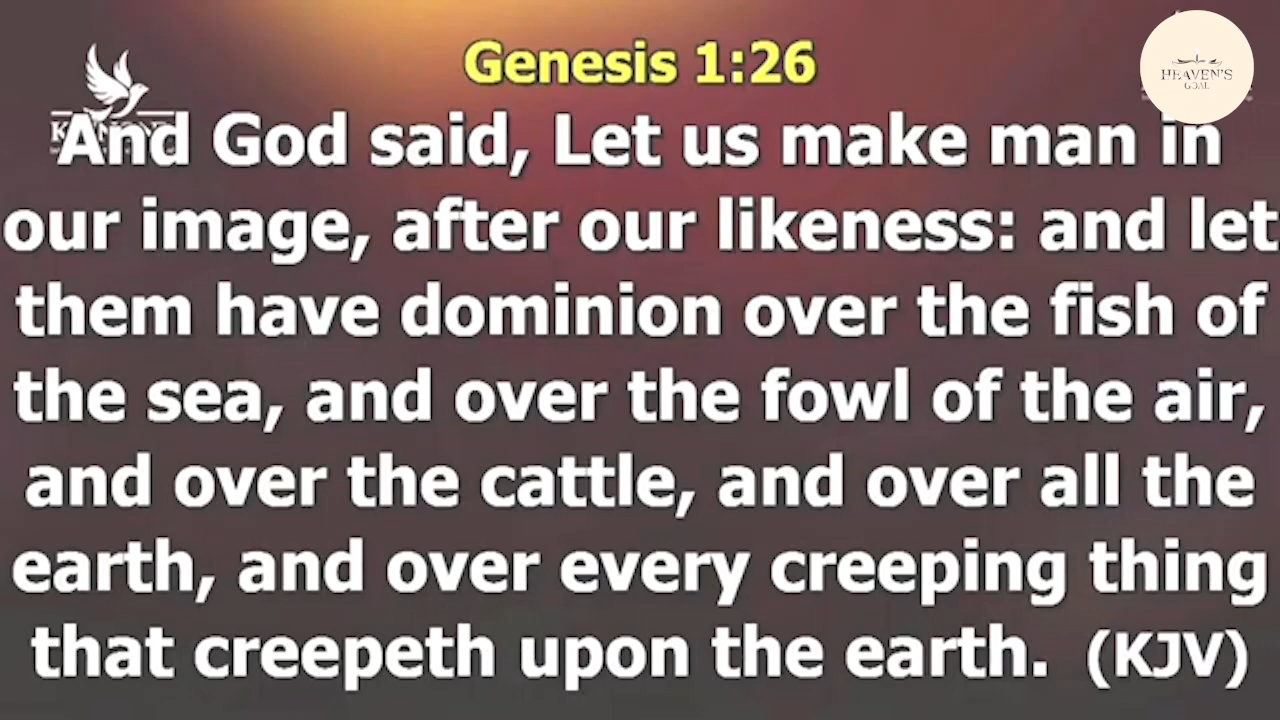 Genesis 1:26
HEAVEN'S
GOAL
And God said, Let us make man in
our image, after our likeness: and let
them have dominion over the fish of
the sea, and over the fowl of the air,
and over the cattle, and over all the
earth, and over every creeping thing
that creepeth upon the earth. (KJV)